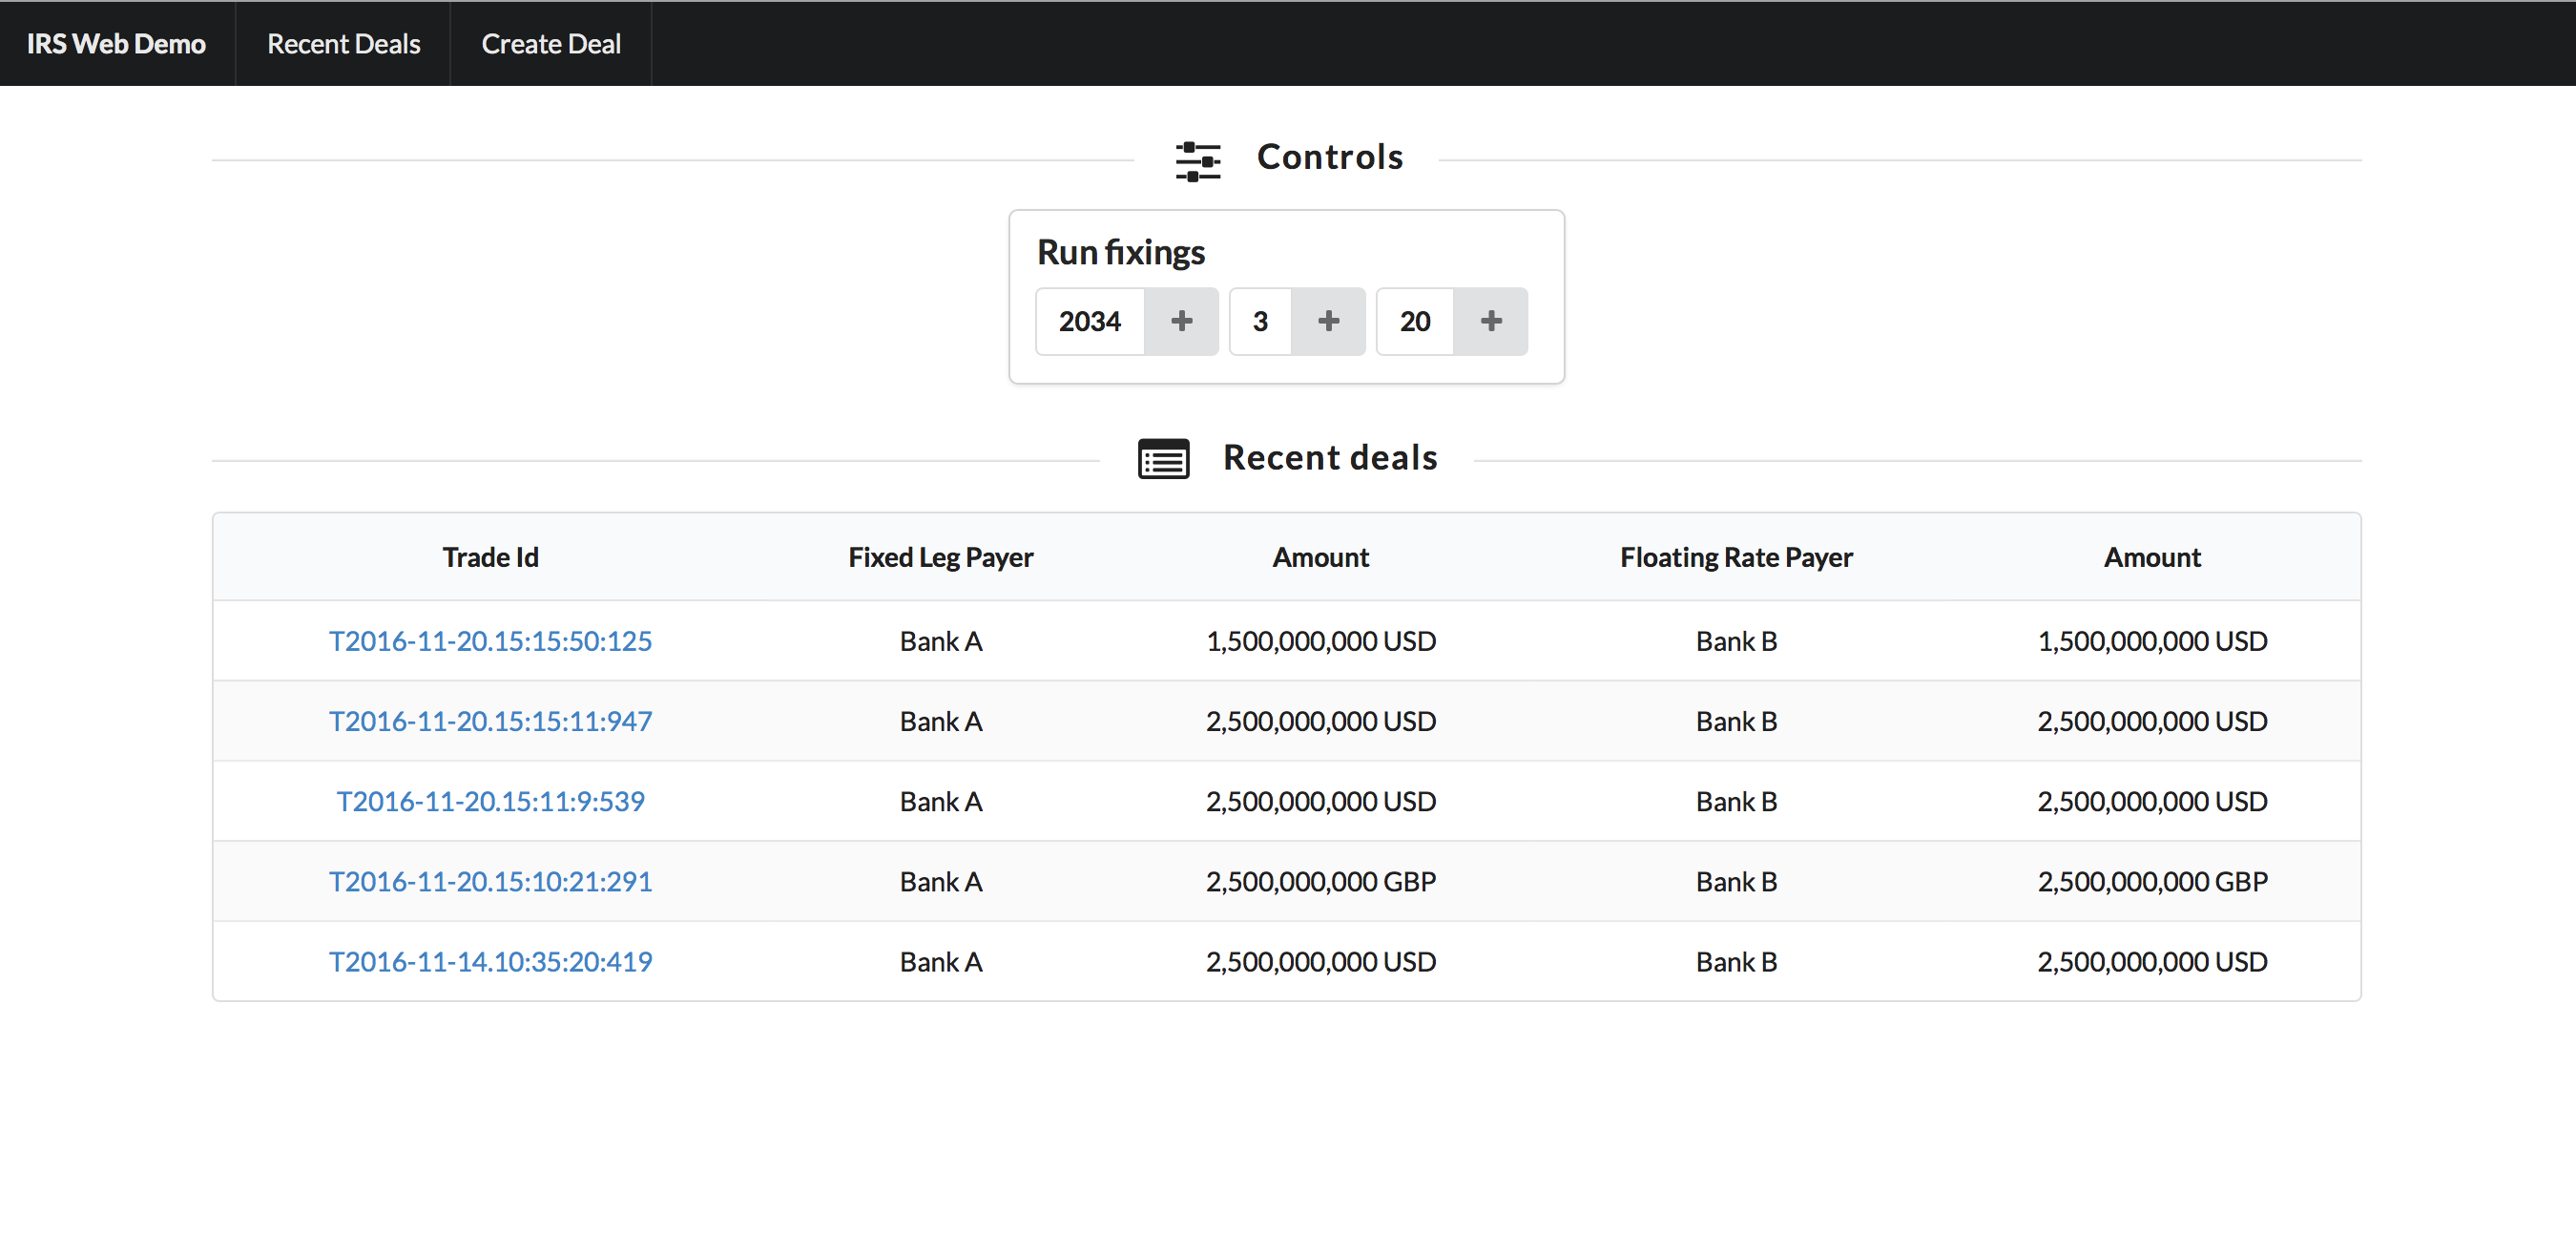 IRS Web Demo Recent Deals Create Deal
Controls
Run fixings
2034 + 3 + 20 +
Recent deals
Trade Id Fixed Leg Payer Amount Floating Rate Payer Amount
T2016-11-20.15:15:50:125 Bank A 1,500,000,000 USD Bank B 1,500,000,000 USD
T2016-11-20.15:15:11:947 Bank A 2,500,000,000 USD Bank B 2,500,000,000 USD
T2016-11-20.15:11:9:539 Bank A 2,500,000,000 USD Bank B 2,500,000,000 USD
T2016-11-20.15:10:21:291 Bank A 2,500,000,000 GBP Bank B 2,500,000,000 GBP
T2016-11-14.10:35:20:419 Bank A 2,500,000,000 USD Bank B 2,500,000,000 USD